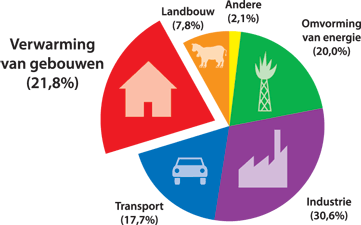 Landbouw
(7,8%)
Andere
(2,1%)
Omvorming
van energie
(20,0%)
Verwarming
van gebouwen
(21,8%)
Transport
(17,7%)
Industrie
(30,6%)